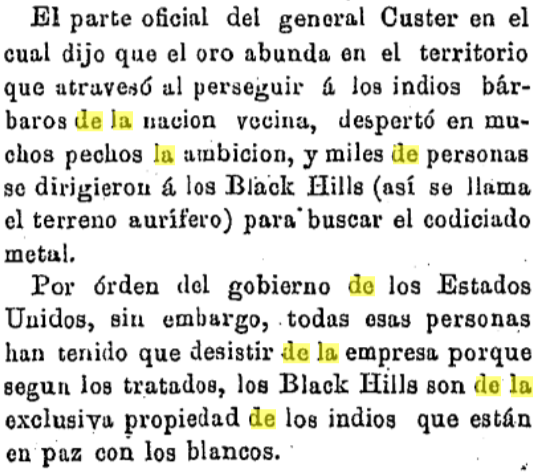 El parte oficial del general Custer en el
cual dijo que el oro abunda en el territorio
que atravesó al perseguir á los indios bár-
baros de la nacion vecina, despertó en mu-
chos pechos la ambicion, y miles de personas
se dirigieron á los Black Hills (así se llama
el terreno aurífero) para buscar el codiciado
metal.
Por órden del gobierno de los Estados
Unidos, sin embargo, todas esas personas
han tenido que desistir de la empresa porque
segun los tratados, los Black Hills son de la
exclusiva propiedad de los indios que están
en paz con los blancos.